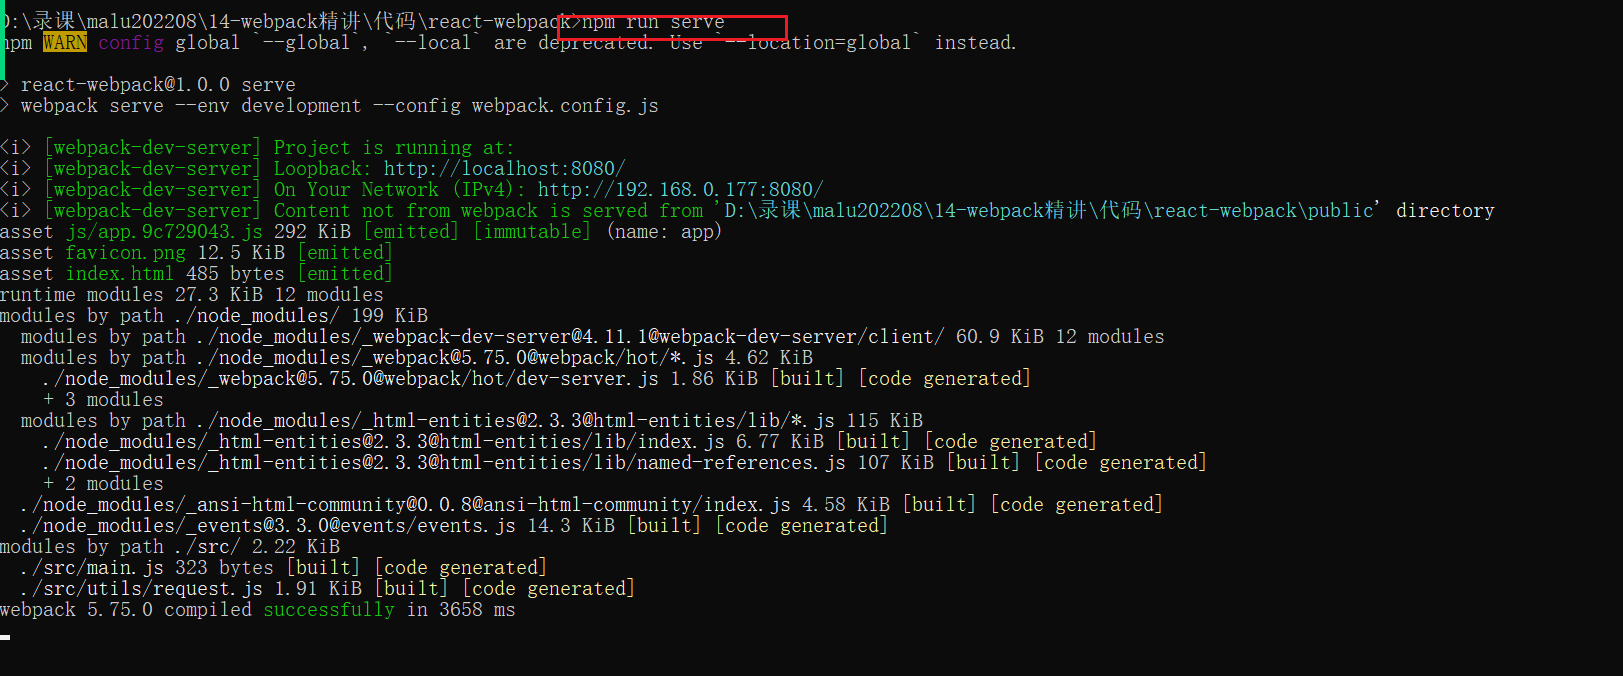 D:\录课\malu202208\14-webpack精讲\代码\react-webpack>npm run serve
npm WARN config global `--global`, `--local` are deprecated. Use `--location=global` instead.
> react-webpack@1.0.0 serve
> webpack serve --env development --config webpack.config.js
<i> [webpack-dev-server] Project is running at:
<i> [webpack-dev-server] Loopback: http://localhost:8080/
<i> [webpack-dev-server] On Your Network (IPv4): http://192.168.0.177:8080/
<i> [webpack-dev-server] Content not from webpack is served from 'D:\录课\malu202208\14-webpack精讲\代码\react-webpack\public' directory
asset js/app.9c729043.js 292 KiB [emitted] [immutable] (name: app)
asset favicon.png 12.5 KiB [emitted]
asset index.html 485 bytes [emitted]
runtime modules 27.3 KiB 12 modules
modules by path ./node_modules/ 199 KiB
  modules by path ./node_modules/_webpack-dev-server@4.11.1@webpack-dev-server/client/ 60.9 KiB 12 modules
  modules by path ./node_modules/_webpack@5.75.0@webpack/hot/*.js 4.62 KiB
    ./node_modules/_webpack@5.75.0@webpack/hot/dev-server.js 1.86 KiB [built] [code generated]
    + 3 modules
  modules by path ./node_modules/_html-entities@2.3.3@html-entities/lib/*.js 115 KiB
    ./node_modules/_html-entities@2.3.3@html-entities/lib/index.js 6.77 KiB [built] [code generated]
    ./node_modules/_html-entities@2.3.3@html-entities/lib/named-references.js 107 KiB [built] [code generated]
    + 2 modules
  ./node_modules/_ansi-html-community@0.0.8@ansi-html-community/index.js 4.58 KiB [built] [code generated]
  ./node_modules/_events@3.3.0@events/events.js 14.3 KiB [built] [code generated]
modules by path ./src/ 2.22 KiB
  ./src/main.js 323 bytes [built] [code generated]
  ./src/utils/request.js 1.91 KiB [built] [code generated]
webpack 5.75.0 compiled successfully in 3658 ms